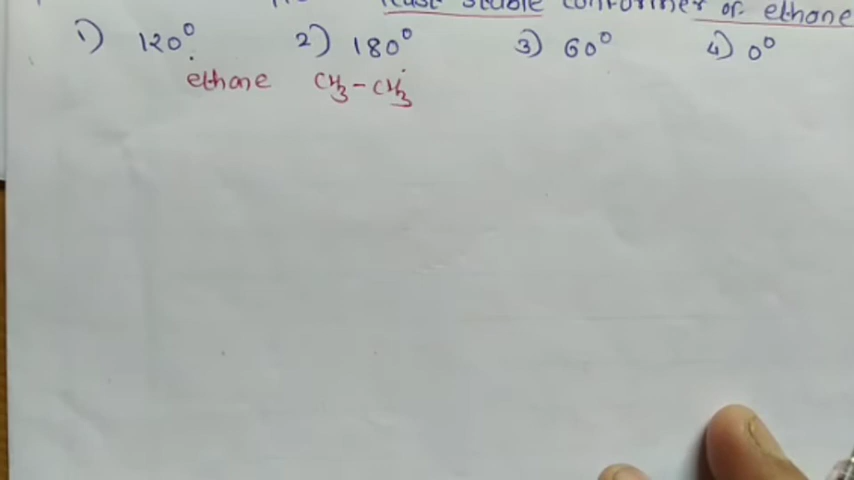 least stable conformer of ethane
1) 120° 2) 180° 3) 60° 4) 0°
ethane CH3-CH3